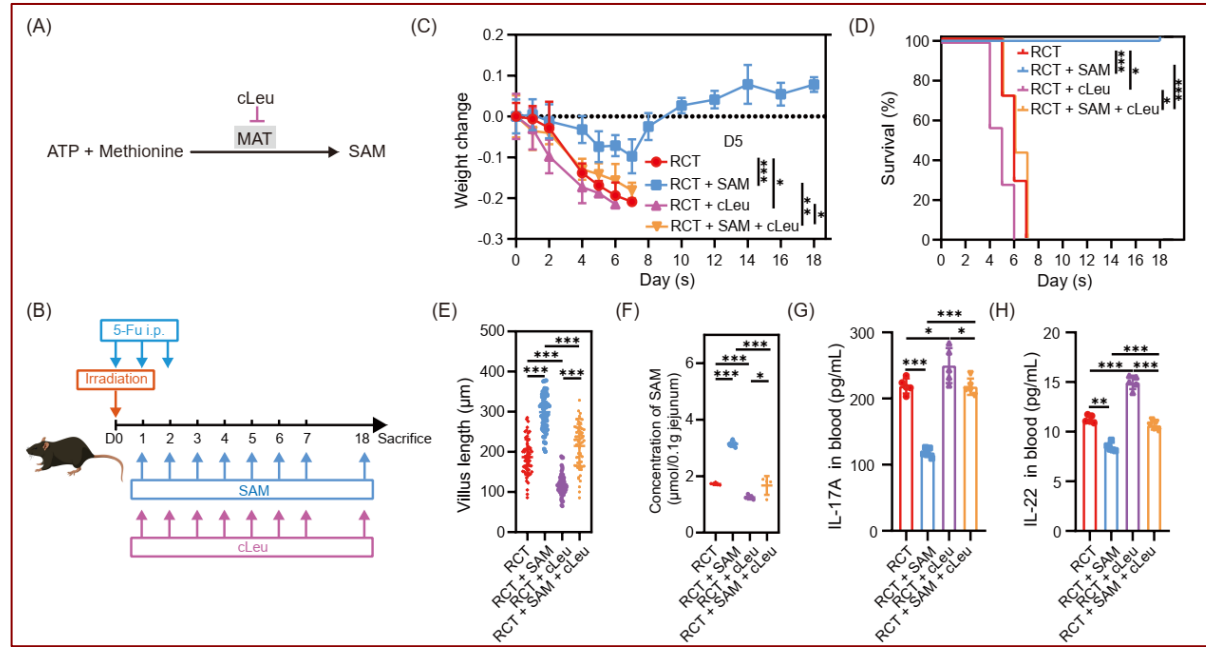 (A)
cLeu
MAT
ATP + Methionine
SAM
(B)
5-Fu i.p.
Irradiation
D0 1 2 3 4 5 6 7 18 Sacrifice
SAM
cLeu
(C)
Weight change
0.2
0.1
0.0
-0.1
-0.2
-0.3
D5
RCT
RCT + SAM
RCT + cLeu
RCT + SAM + cLeu
***
*
**
*
0 2 4 6 8 10 12 14 16 18
Day (s)
(D)
Survival (%)
100
80
60
40
20
0
RCT
RCT + SAM
RCT + cLeu
RCT + SAM + cLeu
***
*
*
***
0 2 4 6 8 10 12 14 16 18
Day (s)
(E)
Villus length (μm)
500
400
300
200
100
0
***
*** ***
*** ***
RCT
RCT + SAM
RCT + cLeu
RCT + SAM + cLeu
(F)
Concentration of SAM
(μmol/0.1g jejunum)
6
4
2
0
***
***
***
*
RCT
RCT + SAM
RCT + cLeu
RCT + SAM + cLeu
(G)
IL-17A in blood (pg/mL)
300
200
100
0
***
* *
***
RCT
RCT + SAM
RCT + cLeu
RCT + SAM + cLeu
(H)
IL-22 in blood (pg/mL)
20
15
10
5
0
***
*** ***
**
RCT
RCT + SAM
RCT + cLeu
RCT + SAM + cLeu